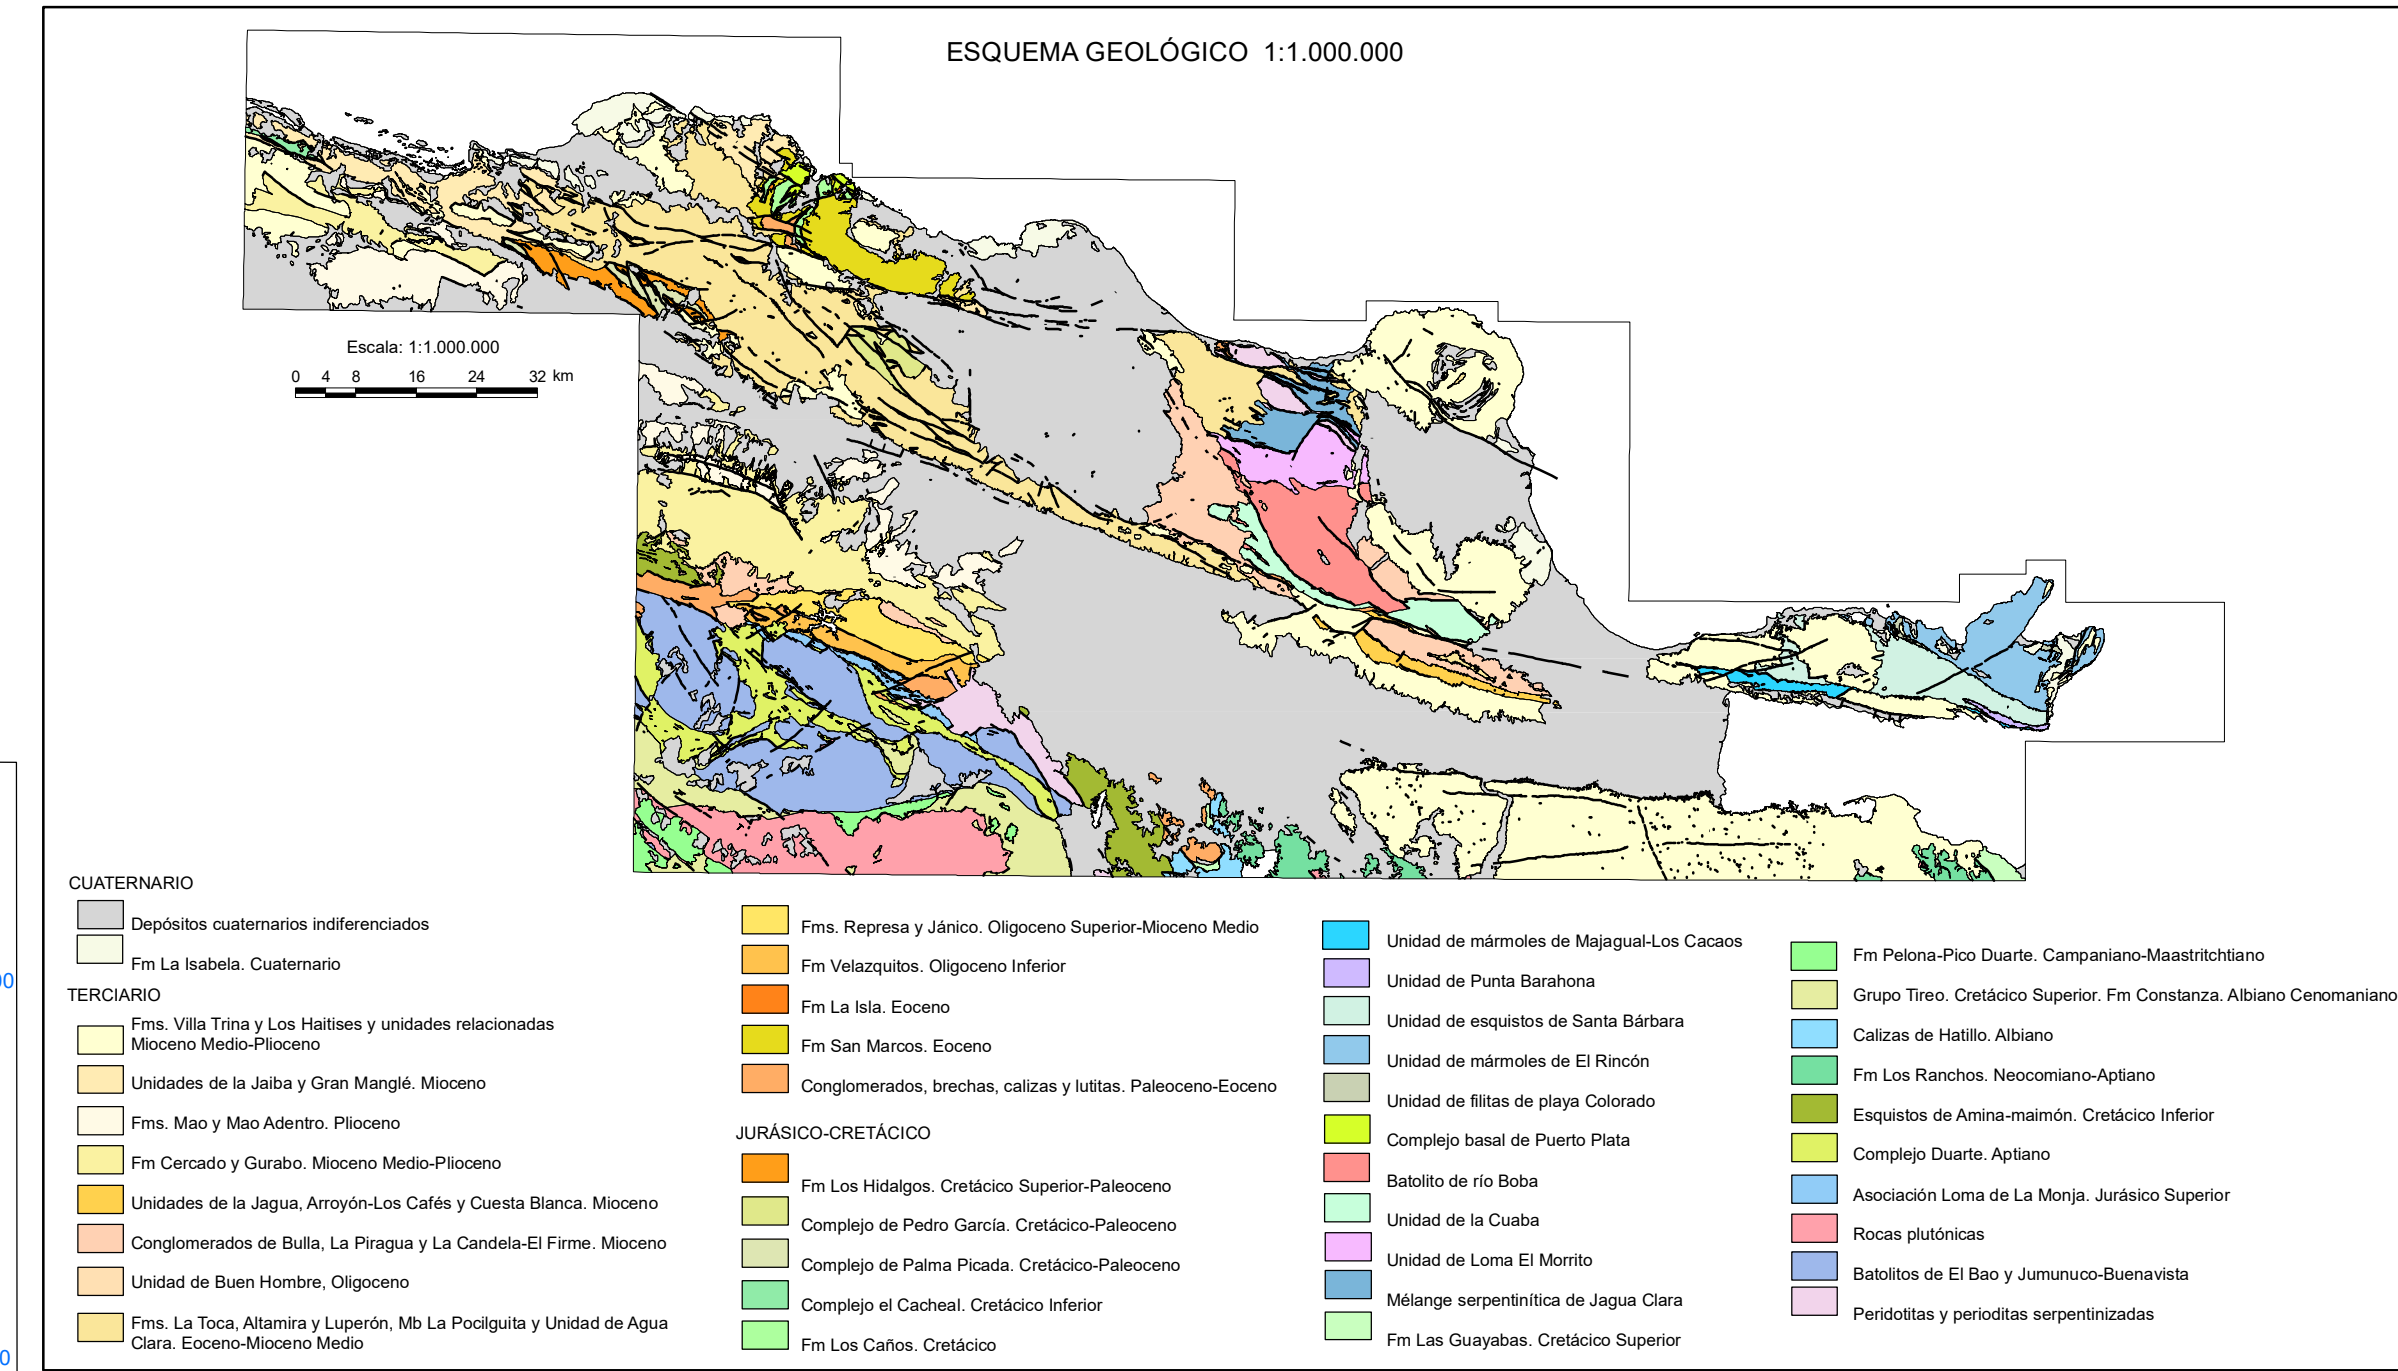 ESQUEMA GEOLÓGICO 1:1.000.000
Escala: 1:1.000.000
0 4 8 16 24 32 km
CUATERNARIO
Depósitos cuaternarios indiferenciados
Fm La Isabela. Cuaternario
TERCIARIO
Fms. Villa Trina y Los Haitises y unidades relacionadas
Mioceno Medio-Plioceno
Unidades de la Jaiba y Gran Manglé. Mioceno
Fms. Mao y Mao Adentro. Plioceno
Fm Cercado y Gurabo. Mioceno Medio-Plioceno
Unidades de la Jagua, Arroyón-Los Cafés y Cuesta Blanca. Mioceno
Conglomerados de Bulla, La Piragua y La Candela-El Firme. Mioceno
Unidad de Buen Hombre, Oligoceno
Fms. La Toca, Altamira y Luperón, Mb La Pocilguita y Unidad de Agua
Clara. Eoceno-Mioceno Medio
Fms. Represa y Jánico. Oligoceno Superior-Mioceno Medio
Fm Velazquitos. Oligoceno Inferior
Fm La Isla. Eoceno
Fm San Marcos. Eoceno
Conglomerados, brechas, calizas y lutitas. Paleoceno-Eoceno
JURÁSICO-CRETÁCICO
Fm Los Hidalgos. Cretácico Superior-Paleoceno
Complejo de Pedro García. Cretácico-Paleoceno
Complejo de Palma Picada. Cretácico-Paleoceno
Complejo el Cacheal. Cretácico Inferior
Fm Los Caños. Cretácico
Unidad de mármoles de Majagual-Los Cacaos
Unidad de Punta Barahona
Unidad de esquistos de Santa Bárbara
Unidad de mármoles de El Rincón
Unidad de filitas de playa Colorado
Complejo basal de Puerto Plata
Batolito de río Boba
Unidad de la Cuaba
Unidad de Loma El Morrito
Mélange serpentinítica de Jagua Clara
Fm Las Guayabas. Cretácico Superior
Fm Pelona-Pico Duarte. Campaniano-Maastritchtiano
Grupo Tireo. Cretácico Superior. Fm Constanza. Albiano Cenomaniano
Calizas de Hatillo. Albiano
Fm Los Ranchos. Neocomiano-Aptiano
Esquistos de Amina-maimón. Cretácico Inferior
Complejo Duarte. Aptiano
Asociación Loma de La Monja. Jurásico Superior
Rocas plutónicas
Batolitos de El Bao y Jumunuco-Buenavista
Peridotitas y perioditas serpentinizadas